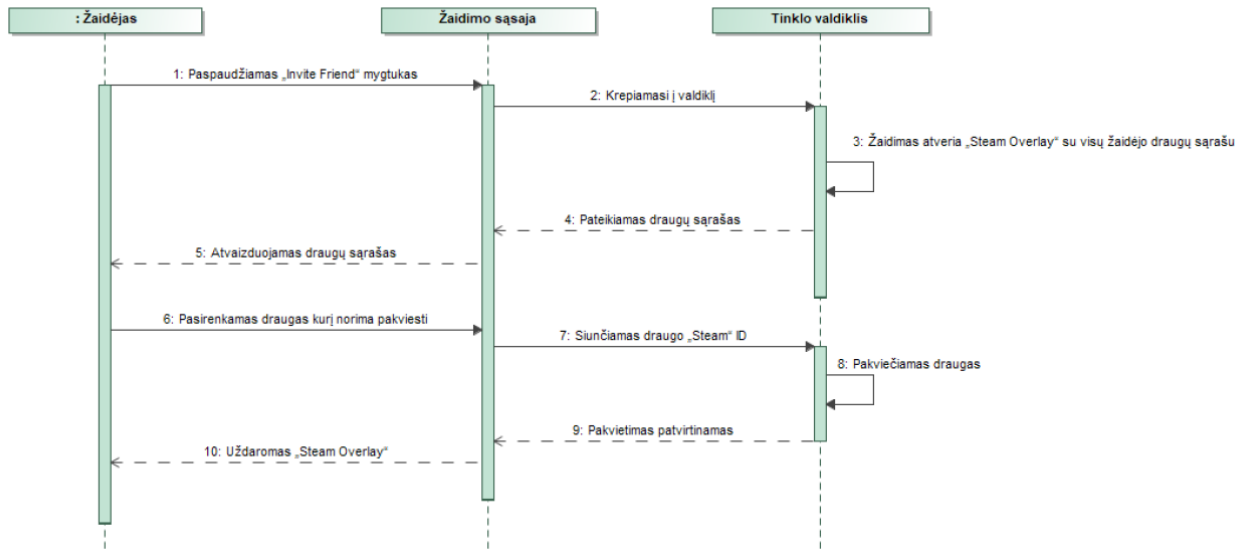 : Žaidėjas
Žaidimo sąsaja
Tinklo valdiklis
1: Paspaudžiamas „Invite Friend“ mygtukas
2: Krepiamasi į valdiklį
3: Žaidimas atveria „Steam Overlay“ su visų žaidėjo draugų sąrašu
4: Pateikiamas draugų sąrašas
5: Atvaizduojamas draugų sąrašas
6: Pasirenkamas draugas kurį norima pakviesti
7: Siunčiamas draugo „Steam“ ID
8: Pakviečiamas draugas
9: Pakvietimas patvirtinamas
10: Uždaromas „Steam Overlay“